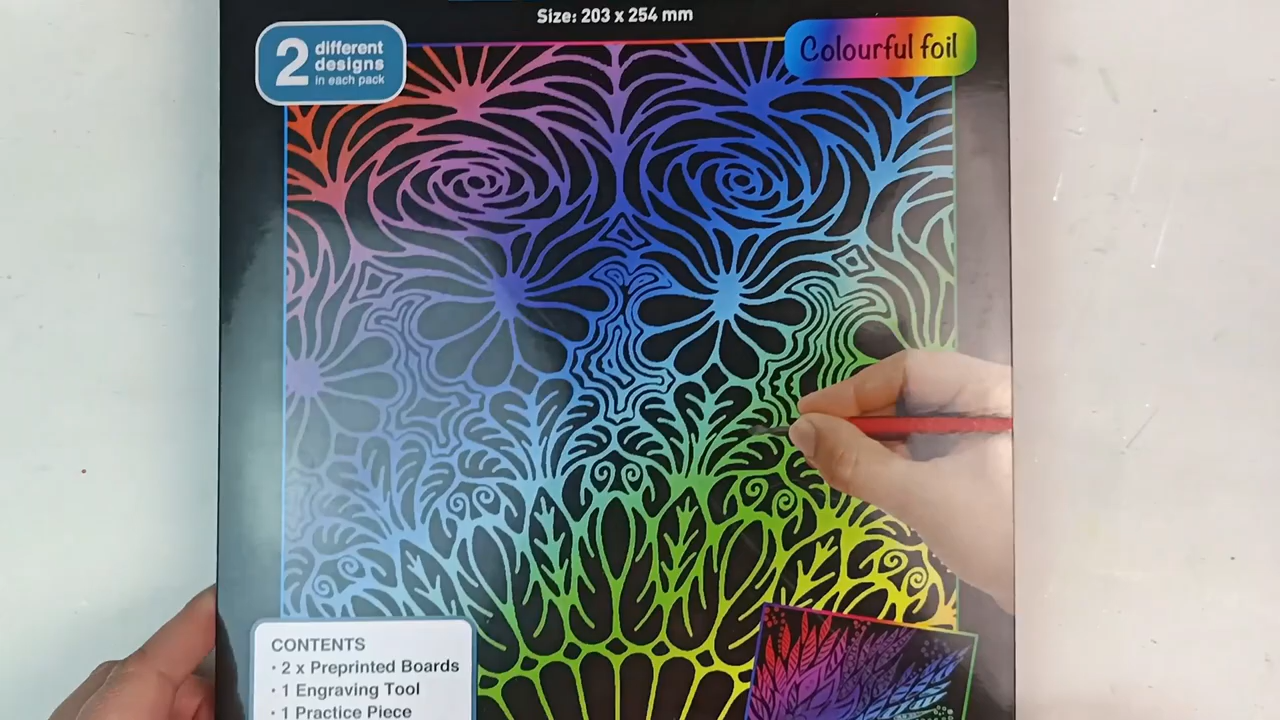 Size: 203 x 254 mm
2 different
designs
in each pack
Colourful foil
CONTENTS
• 2 x Preprinted Boards
• 1 Engraving Tool
• 1 Practice Piece